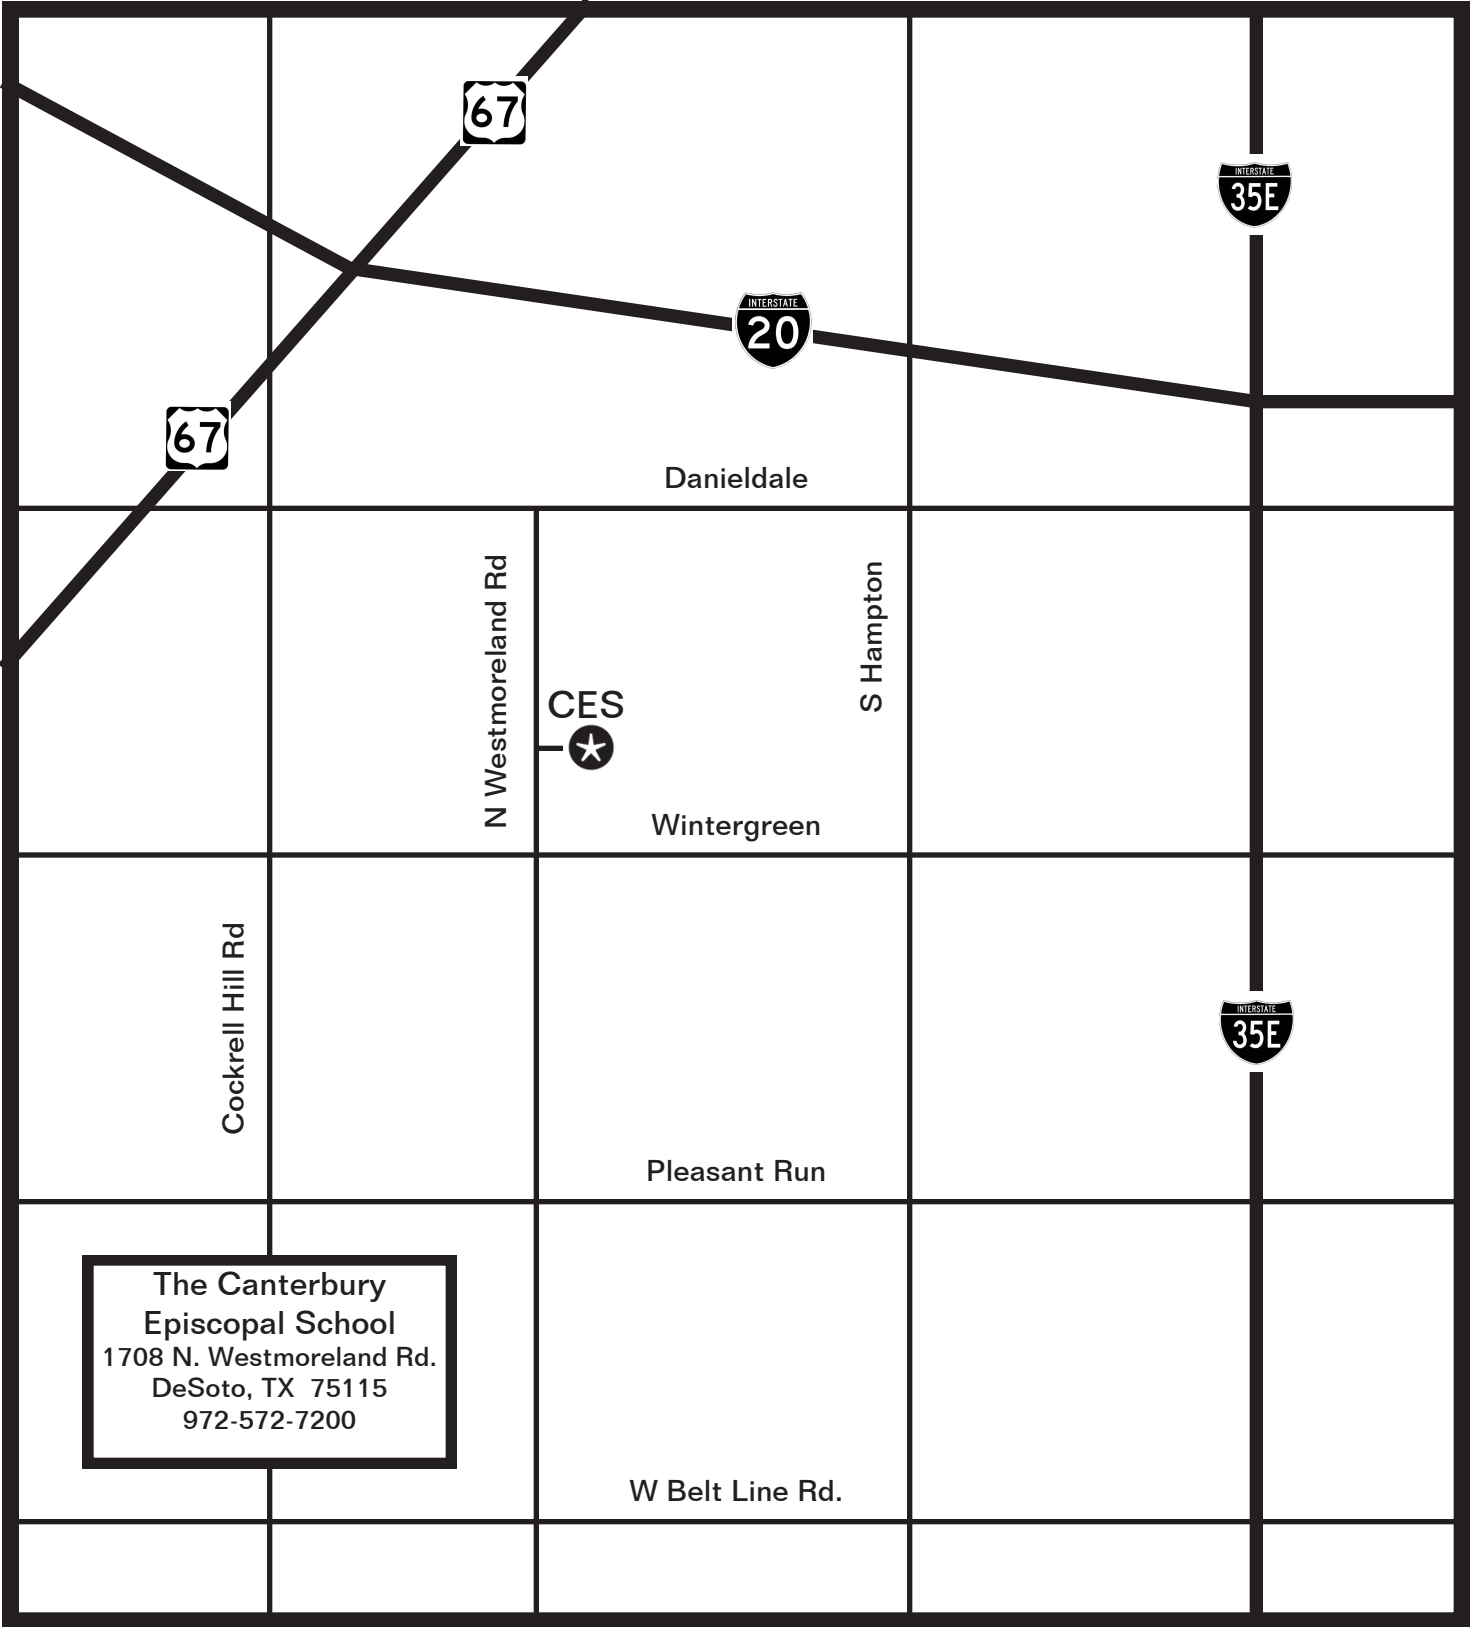 67
INTERSTATE
35E
INTERSTATE
20
67
Danieldale
N Westmoreland Rd
S Hampton
CES
Wintergreen
Cockrell Hill Rd
INTERSTATE
35E
Pleasant Run
The Canterbury
Episcopal School
1708 N. Westmoreland Rd.
DeSoto, TX  75115
972-572-7200
W Belt Line Rd.